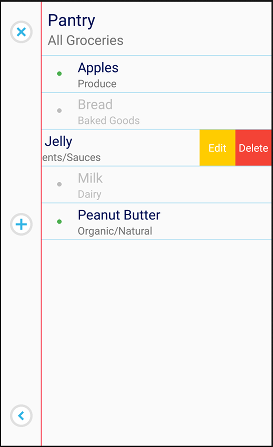 Pantry
All Groceries
Apples
Produce
Bread
Baked Goods
Jelly
ents/Sauces
Edit
Delete
Milk
Dairy
Peanut Butter
Organic/Natural